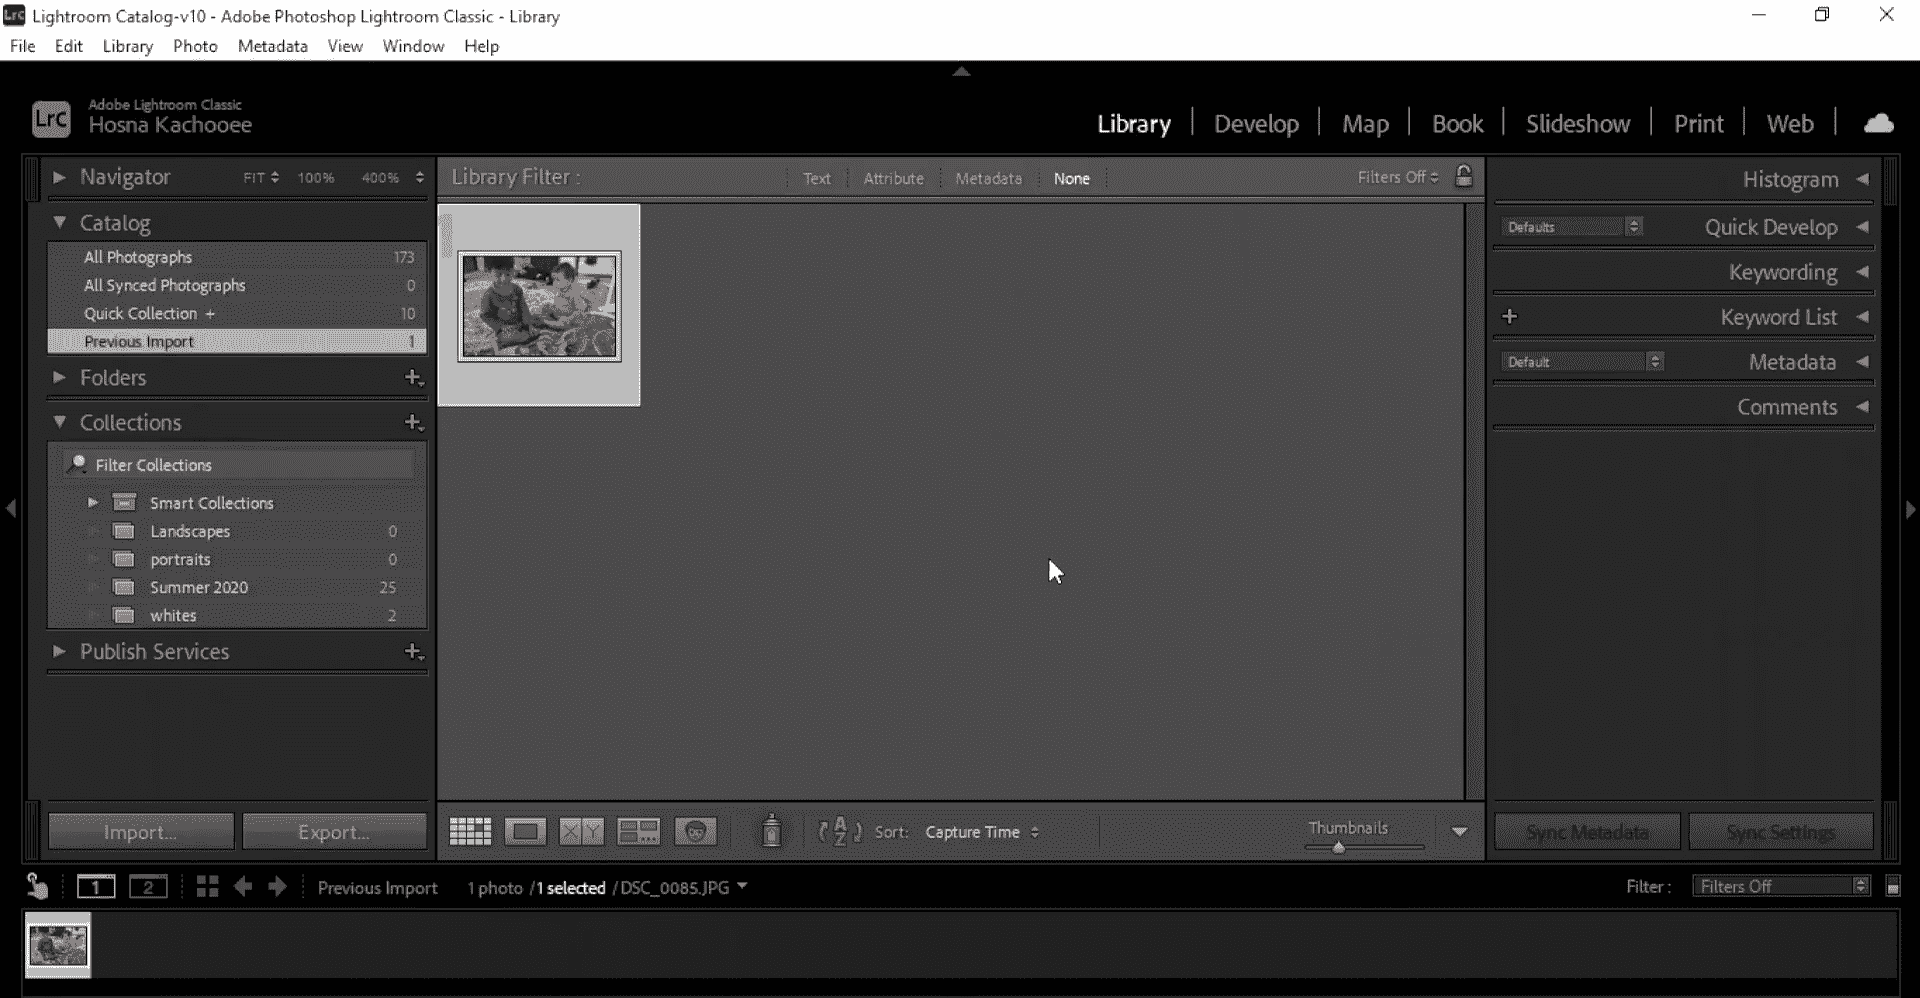 Lrc Lightroom Catalog-v10 - Adobe Photoshop Lightroom Classic - Library
File Edit Library Photo Metadata View Window Help
Lrc
Adobe Lightroom Classic
Hosna Kachooee
Library | Develop | Map | Book | Slideshow | Print | Web |
Navigator FIT 100% 400%
Catalog
All Photographs 173
All Synced Photographs 0
Quick Collection + 10
Previous Import 1
Folders
Collections
Filter Collections
Smart Collections
Landscapes 0
portraits 0
Summer 2020 25
whites 2
Publish Services
Import... Export...
Library Filter : Text Attribute Metadata None Filters Off
1
XY
AZ Sort: Capture Time Thumbnails
Histogram
Defaults Quick Develop
Keywording
Keyword List
Default Metadata
Comments
Sync Metadata Sync Settings
1 2 Previous Import 1 photo / 1 selected / DSC_0085.JPG Filter : Filters Off